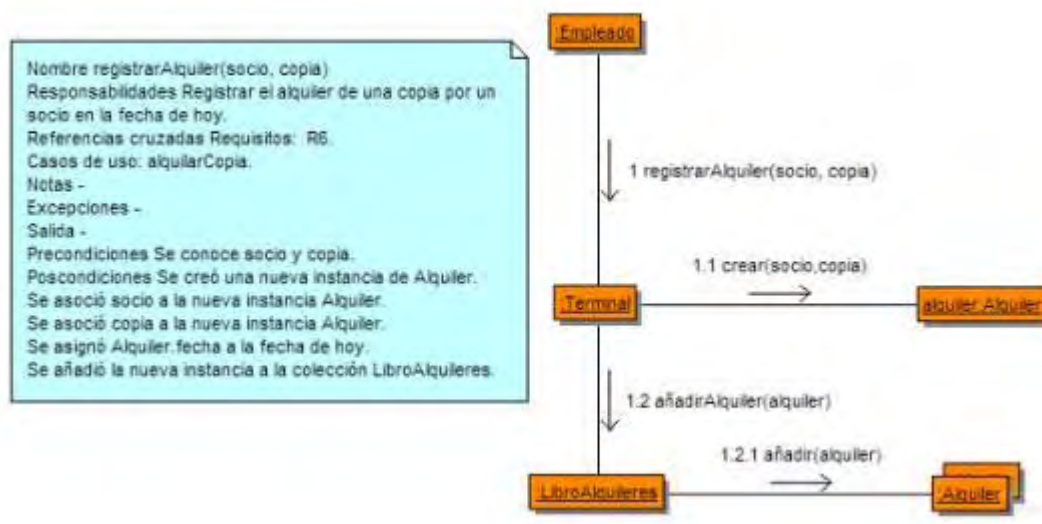 Nombre registrarAlquiler(socio, copia)
Responsabilidades Registrar el alquiler de una copia por un
socio en la fecha de hoy.
Referencias cruzadas Requisitos: R6.
Casos de uso: alquilarCopia.
Notas -
Excepciones -
Salida -
Precondiciones Se conoce socio y copia.
Poscondiciones Se creó una nueva instancia de Alquiler.
Se asoció socio a la nueva instancia Alquiler.
Se asoció copia a la nueva instancia Alquiler.
Se asignó Alquiler.fecha a la fecha de hoy.
Se añadió la nueva instancia a la colección LibroAlquileres.
:Empleado
1 registrarAlquiler(socio, copia)
1.1 crear(socio,copia)
:Terminal
alquiler:Alquiler
1.2 añadirAlquiler(alquiler)
1.2.1 añadir(alquiler)
:LibroAlquileres
:Alquiler